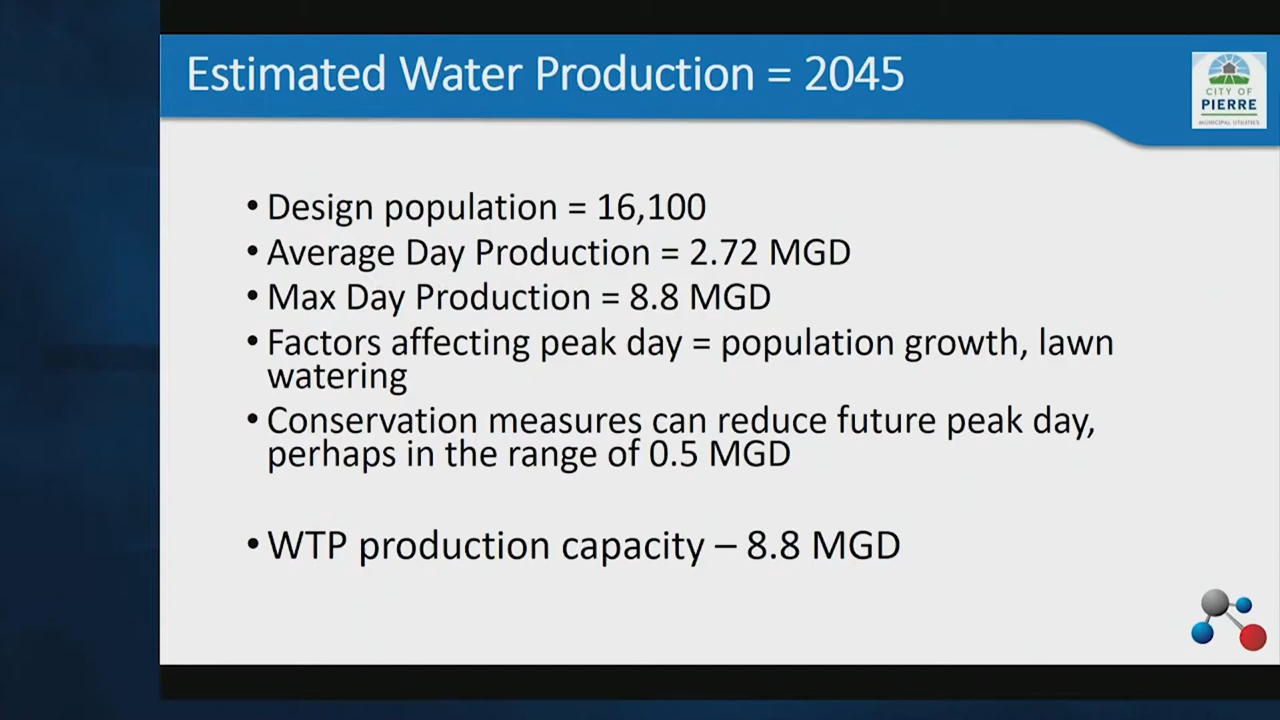 Estimated Water Production = 2045
CITY OF
PIERRE
MUNICIPAL UTILITIES
• Design population = 16,100
• Average Day Production = 2.72 MGD
• Max Day Production = 8.8 MGD
• Factors affecting peak day = population growth, lawn
watering
• Conservation measures can reduce future peak day,
perhaps in the range of 0.5 MGD
• WTP production capacity – 8.8 MGD